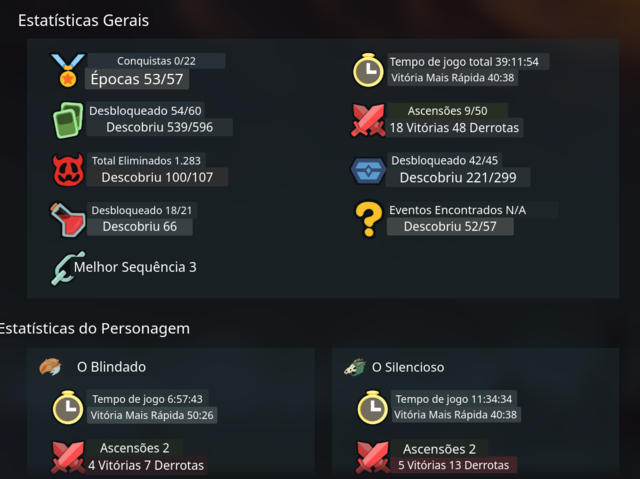 Estatísticas Gerais
Conquistas 0/22
Épocas 53/57
Tempo de jogo total 39:11:54
Vitória Mais Rápida 40:38
Desbloqueado 54/60
Descobriu 539/596
Ascensões 9/50
18 Vitórias 48 Derrotas
Total Eliminados 1.283
Descobriu 100/107
Desbloqueado 42/45
Descobriu 221/299
Desbloqueado 18/21
Descobriu 66
Eventos Encontrados N/A
Descobriu 52/57
Melhor Sequência 3
Estatísticas do Personagem
O Blindado
Tempo de jogo 6:57:43
Vitória Mais Rápida 50:26
Ascensões 2
4 Vitórias 7 Derrotas
O Silencioso
Tempo de jogo 11:34:34
Vitória Mais Rápida 40:38
Ascensões 2
5 Vitórias 13 Derrotas